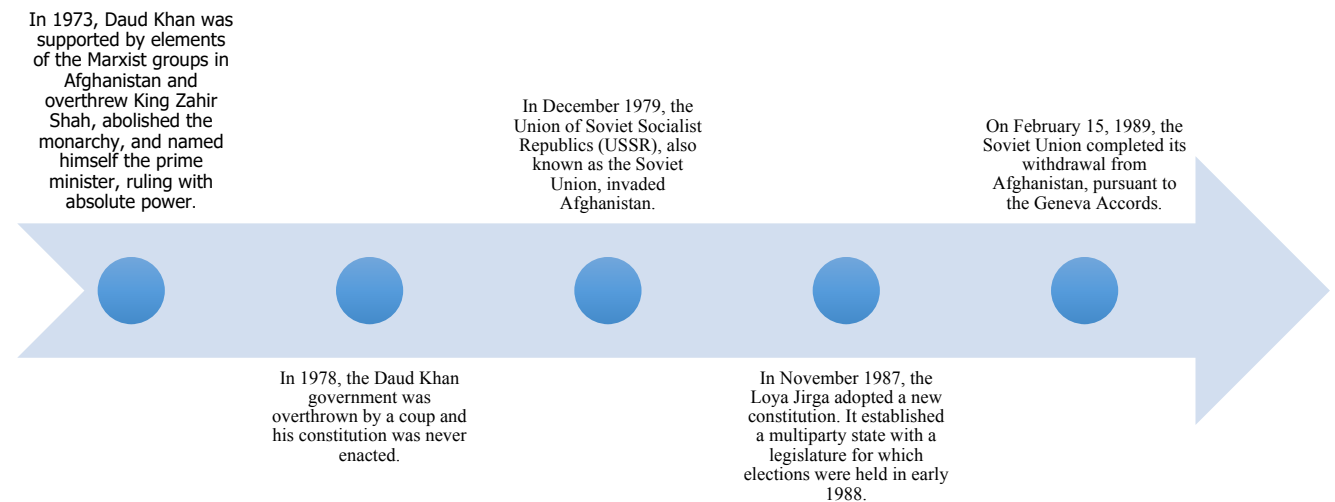 In 1973, Daud Khan was
supported by elements
of the Marxist groups in
Afghanistan and
overthrew King Zahir
Shah, abolished the
monarchy, and named
himself the prime
minister, ruling with
absolute power.
In 1978, the Daud Khan
government was
overthrown by a coup and
his constitution was never
enacted.
In December 1979, the
Union of Soviet Socialist
Republics (USSR), also
known as the Soviet
Union, invaded
Afghanistan.
In November 1987, the
Loya Jirga adopted a new
constitution. It established
a multiparty state with a
legislature for which
elections were held in early
1988.
On February 15, 1989, the
Soviet Union completed its
withdrawal from
Afghanistan, pursuant to
the Geneva Accords.